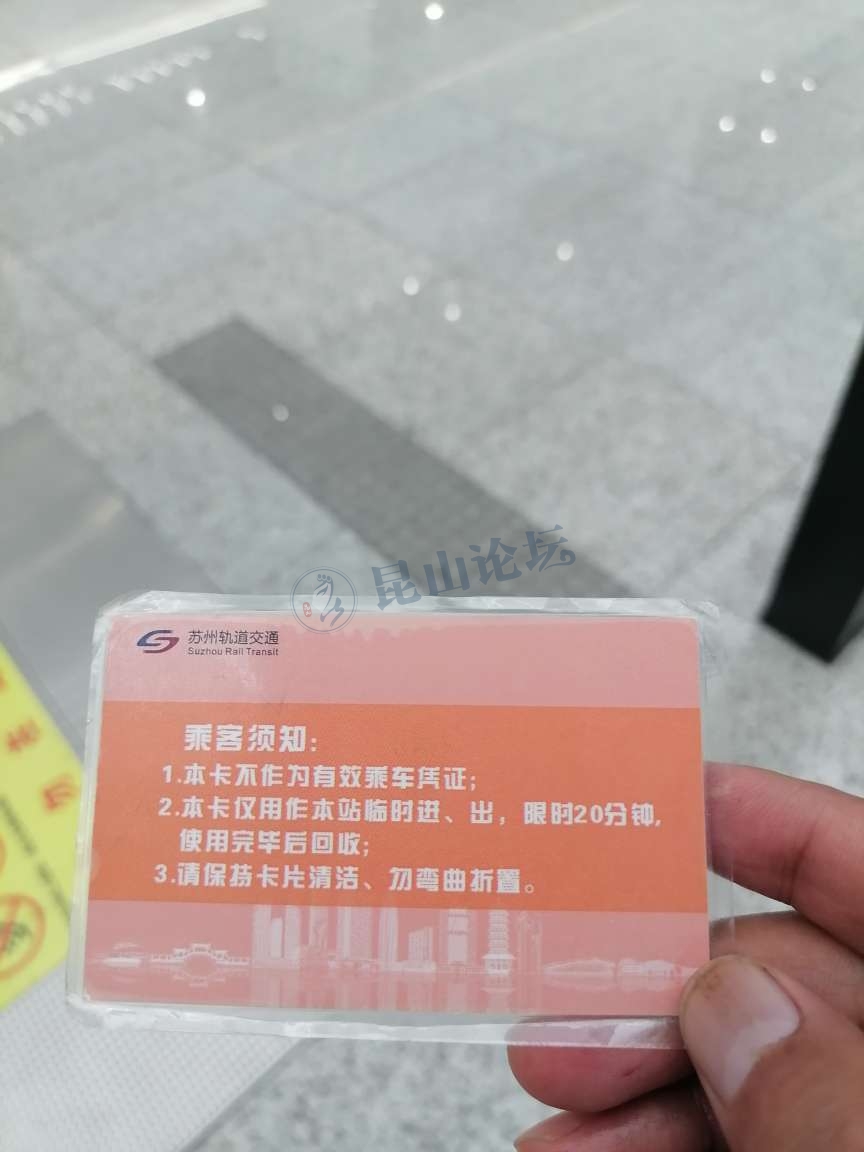 昆山论坛
苏州轨道交通
Suzhou Rail Transit
乘客须知:
1.本卡不作为有效乘车凭证;
2.本卡仅用作本站临时进、出，限时20分钟,
使用完毕后回收;
3.请保持卡片清洁、勿弯曲折置。